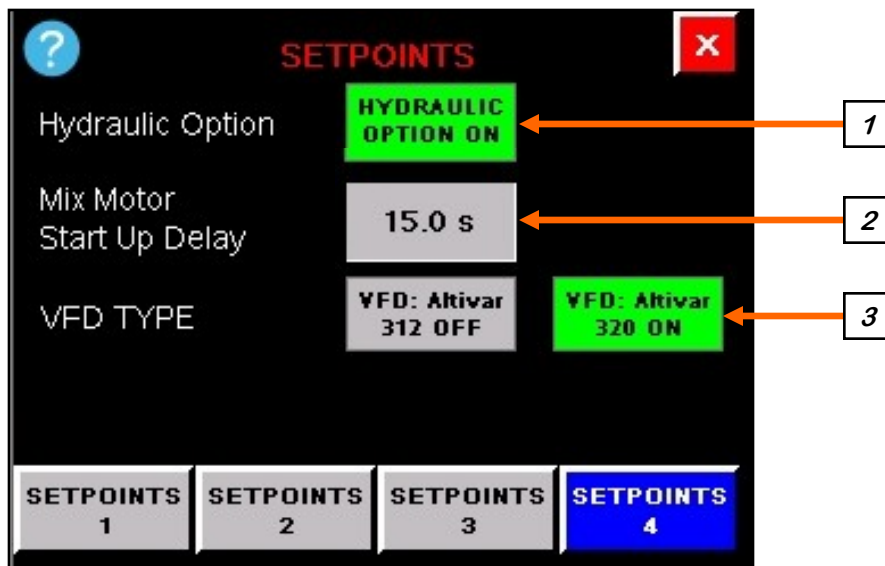 ?
SETPOINTS
X
Hydraulic Option
HYDRAULIC
OPTION ON
1
Mix Motor
Start Up Delay
15.0 s
2
VFD TYPE
VFD: Altivar
312 OFF
VFD: Altivar
320 ON
3
SETPOINTS
1
SETPOINTS
2
SETPOINTS
3
SETPOINTS
4